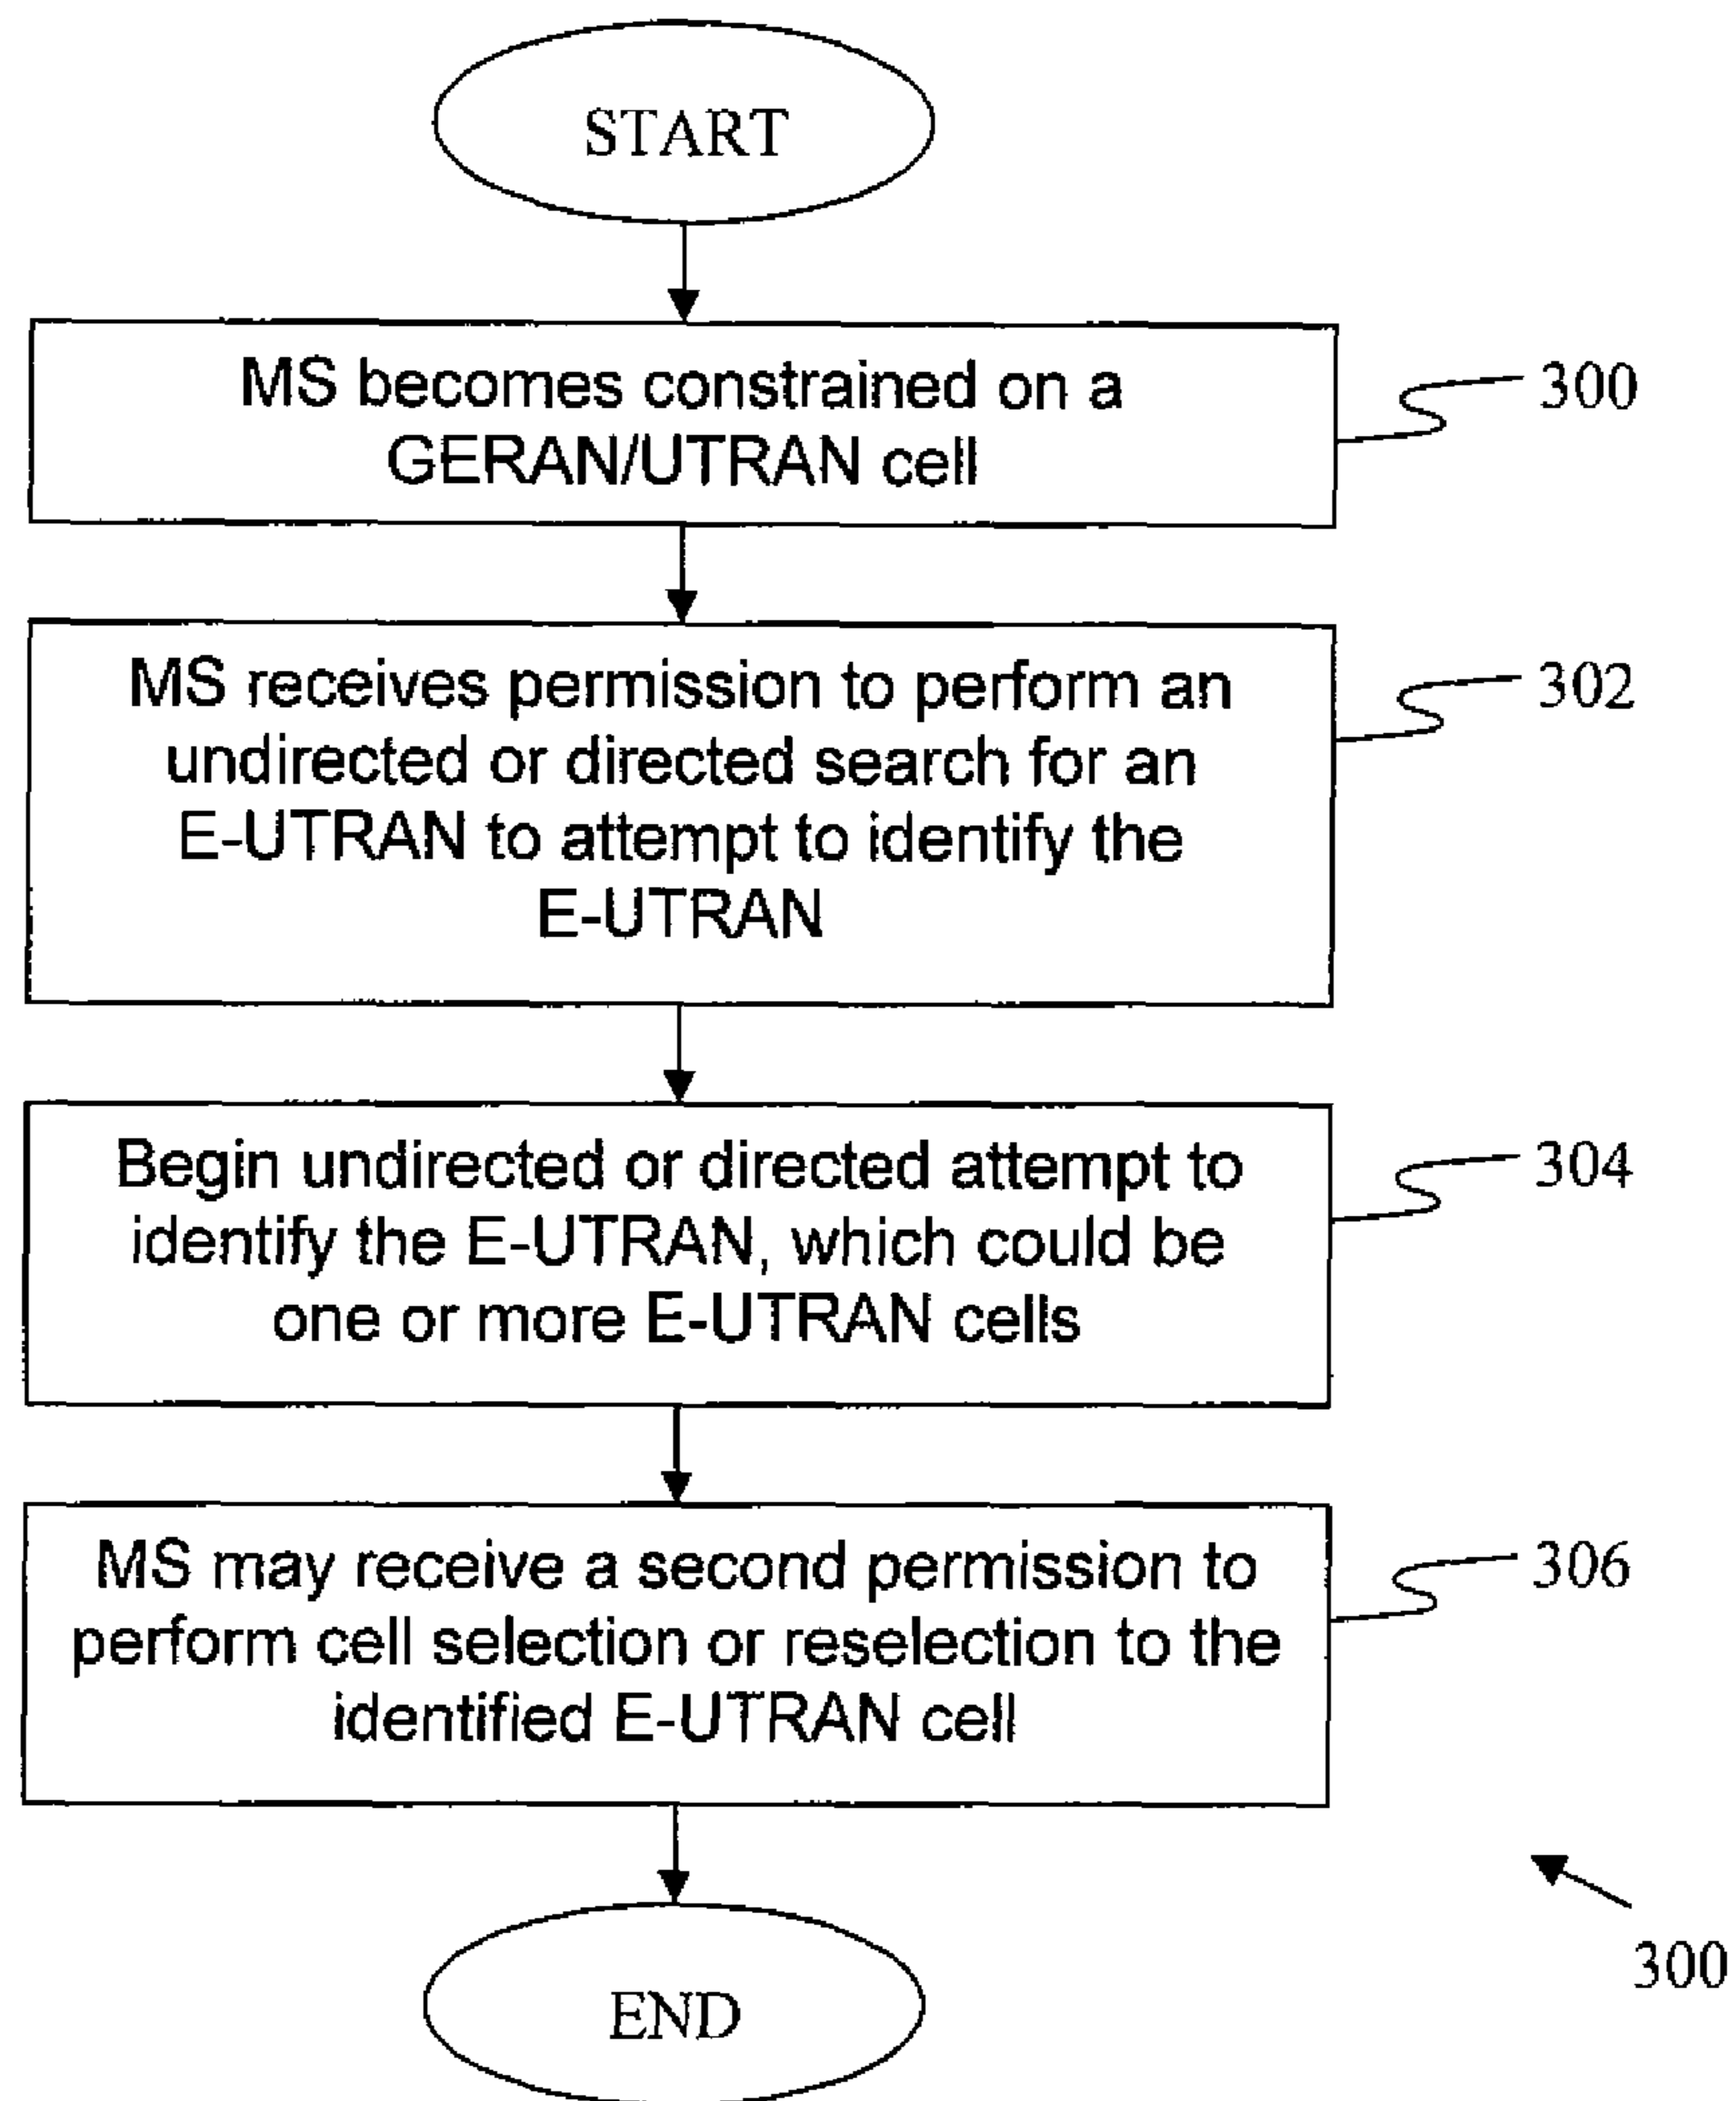 START
MS becomes constrained on a
GERAN/UTRAN cell
300
MS receives permission to perform an
undirected or directed search for an
E-UTRAN to attempt to identify the
E-UTRAN
302
Begin undirected or directed attempt to
identify the E-UTRAN, which could be
one or more E-UTRAN cells
304
MS may receive a second permission to
perform cell selection or reselection to the
identified E-UTRAN cell
306
300
END